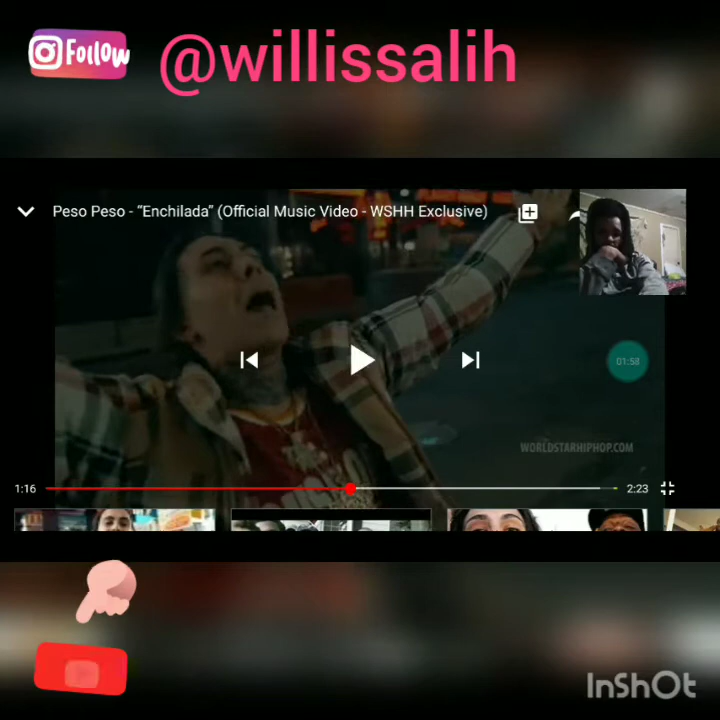 Follow
@willissalih
Peso Peso - “Enchilada” (Official Music Video - WSHH Exclusive)
01:58
WORLDSTARHIPHOP.COM
1:16
2:23
InShOt